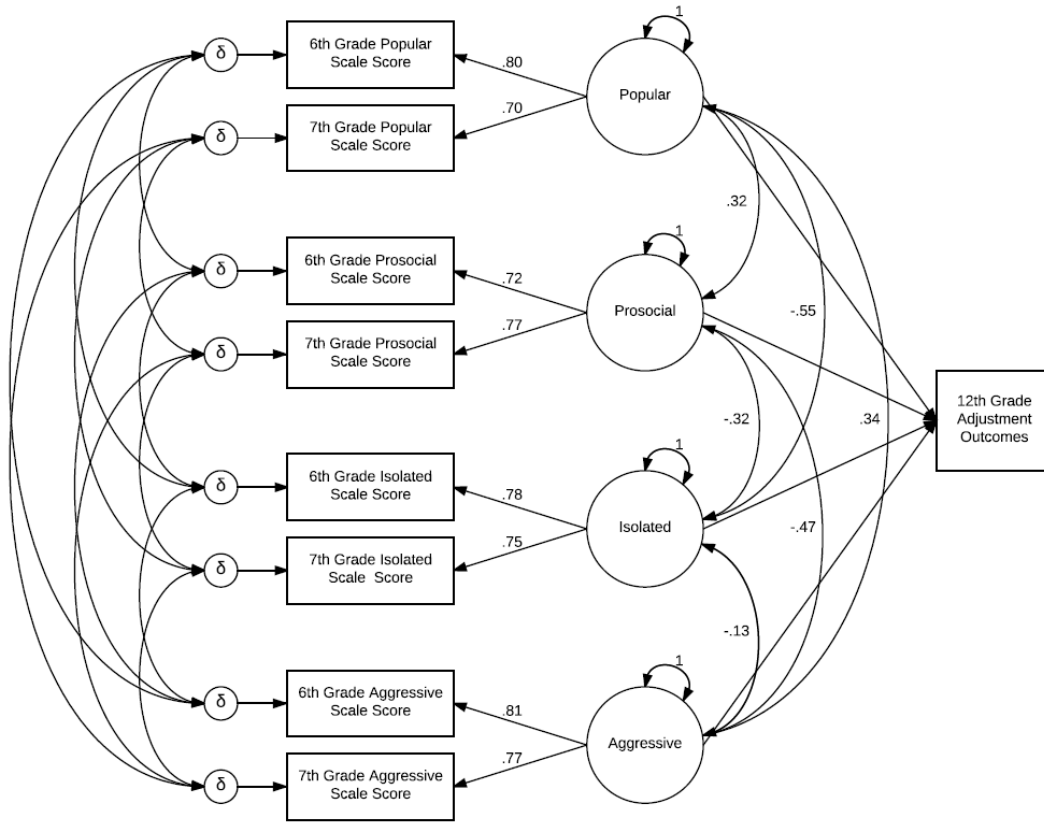 1
δ
6th Grade Popular
Scale Score
.80
Popular
δ
7th Grade Popular
Scale Score
.70
.32
1
δ
6th Grade Prosocial
Scale Score
.72
Prosocial
-.55
δ
7th Grade Prosocial
Scale Score
.77
12th Grade
Adjustment
Outcomes
-.32
.34
1
δ
6th Grade Isolated
Scale Score
.78
Isolated
-.47
δ
7th Grade Isolated
Scale Score
.75
-.13
1
δ
6th Grade Aggressive
Scale Score
.81
Aggressive
δ
7th Grade Aggressive
Scale Score
.77